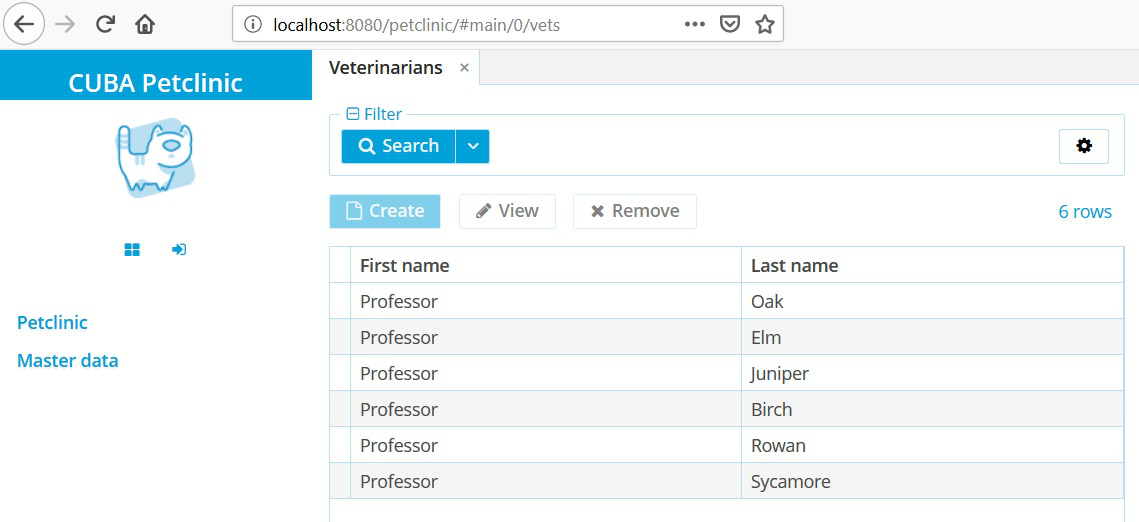 localhost:8080/petclinic/#main/0/vets
CUBA Petclinic
Petclinic
Master data
Veterinarians ×
Filter
Search
Create View Remove 6 rows
First name Last name
Professor Oak
Professor Elm
Professor Juniper
Professor Birch
Professor Rowan
Professor Sycamore